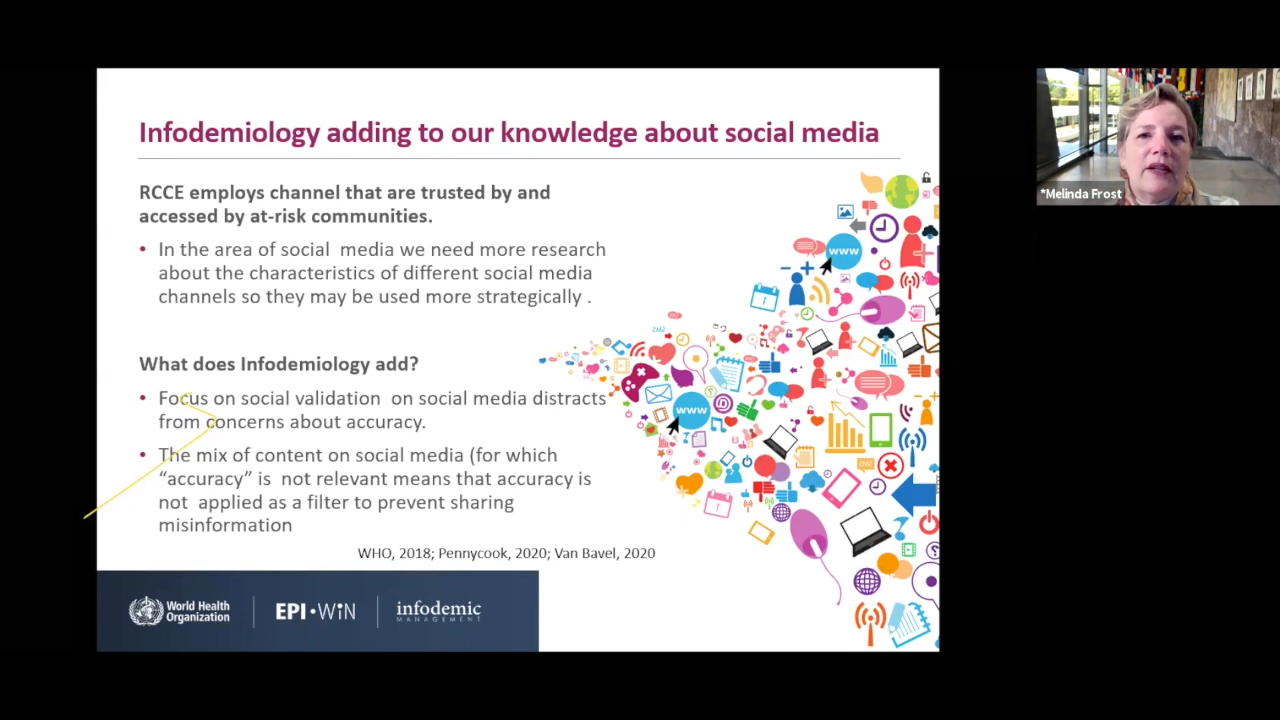 Infodemiology adding to our knowledge about social media
RCCE employs channel that are trusted by and
accessed by at-risk communities.
• In the area of social media we need more research
about the characteristics of different social media
channels so they may be used more strategically .
What does Infodemiology add?
• Focus on social validation on social media distracts
from concerns about accuracy.
• The mix of content on social media (for which
“accuracy” is not relevant means that accuracy is
not applied as a filter to prevent sharing
misinformation
WHO, 2018; Pennycook, 2020; Van Bavel, 2020
World Health
Organization
EPI•WiN
infodemic
MANAGEMENT
www
www
*Melinda Frost